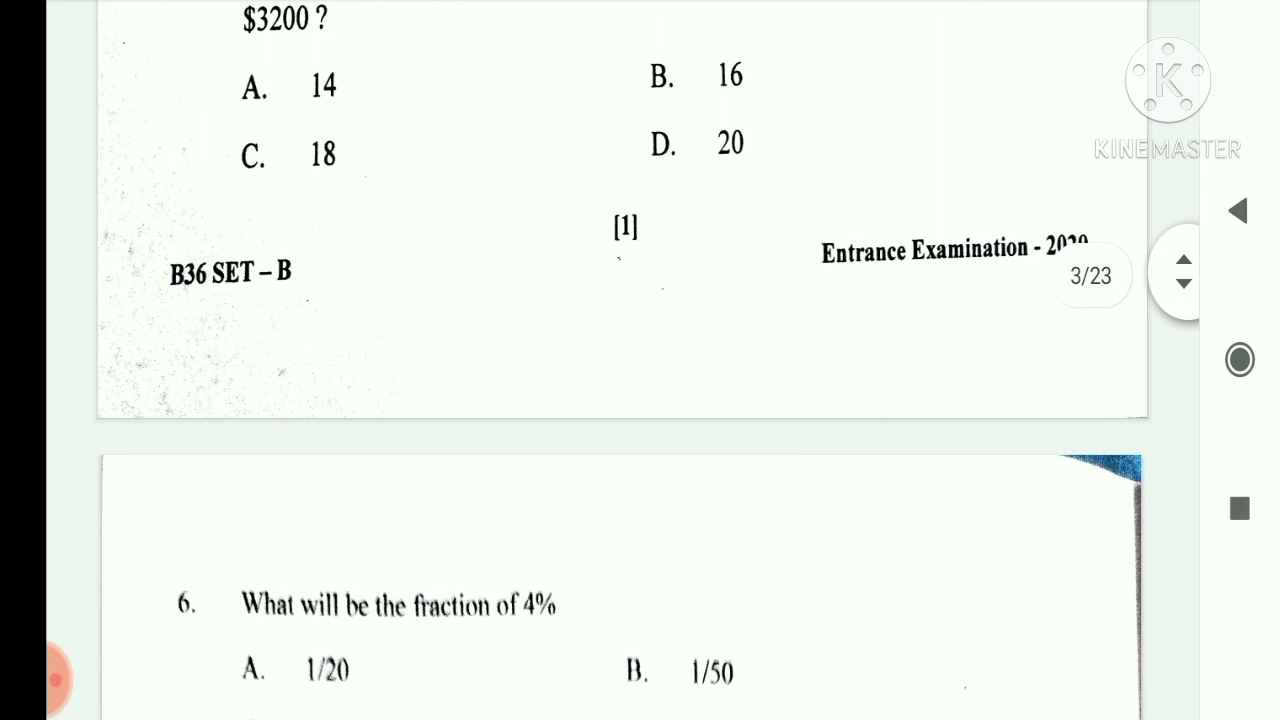 $3200 ?
A. 14 B. 16
C. 18 D. 20
[1]
B36 SET – B Entrance Examination - 2020
3/23
K
KINEMASTER
6. What will be the fraction of 4%
A. 1/20 B. 1/50